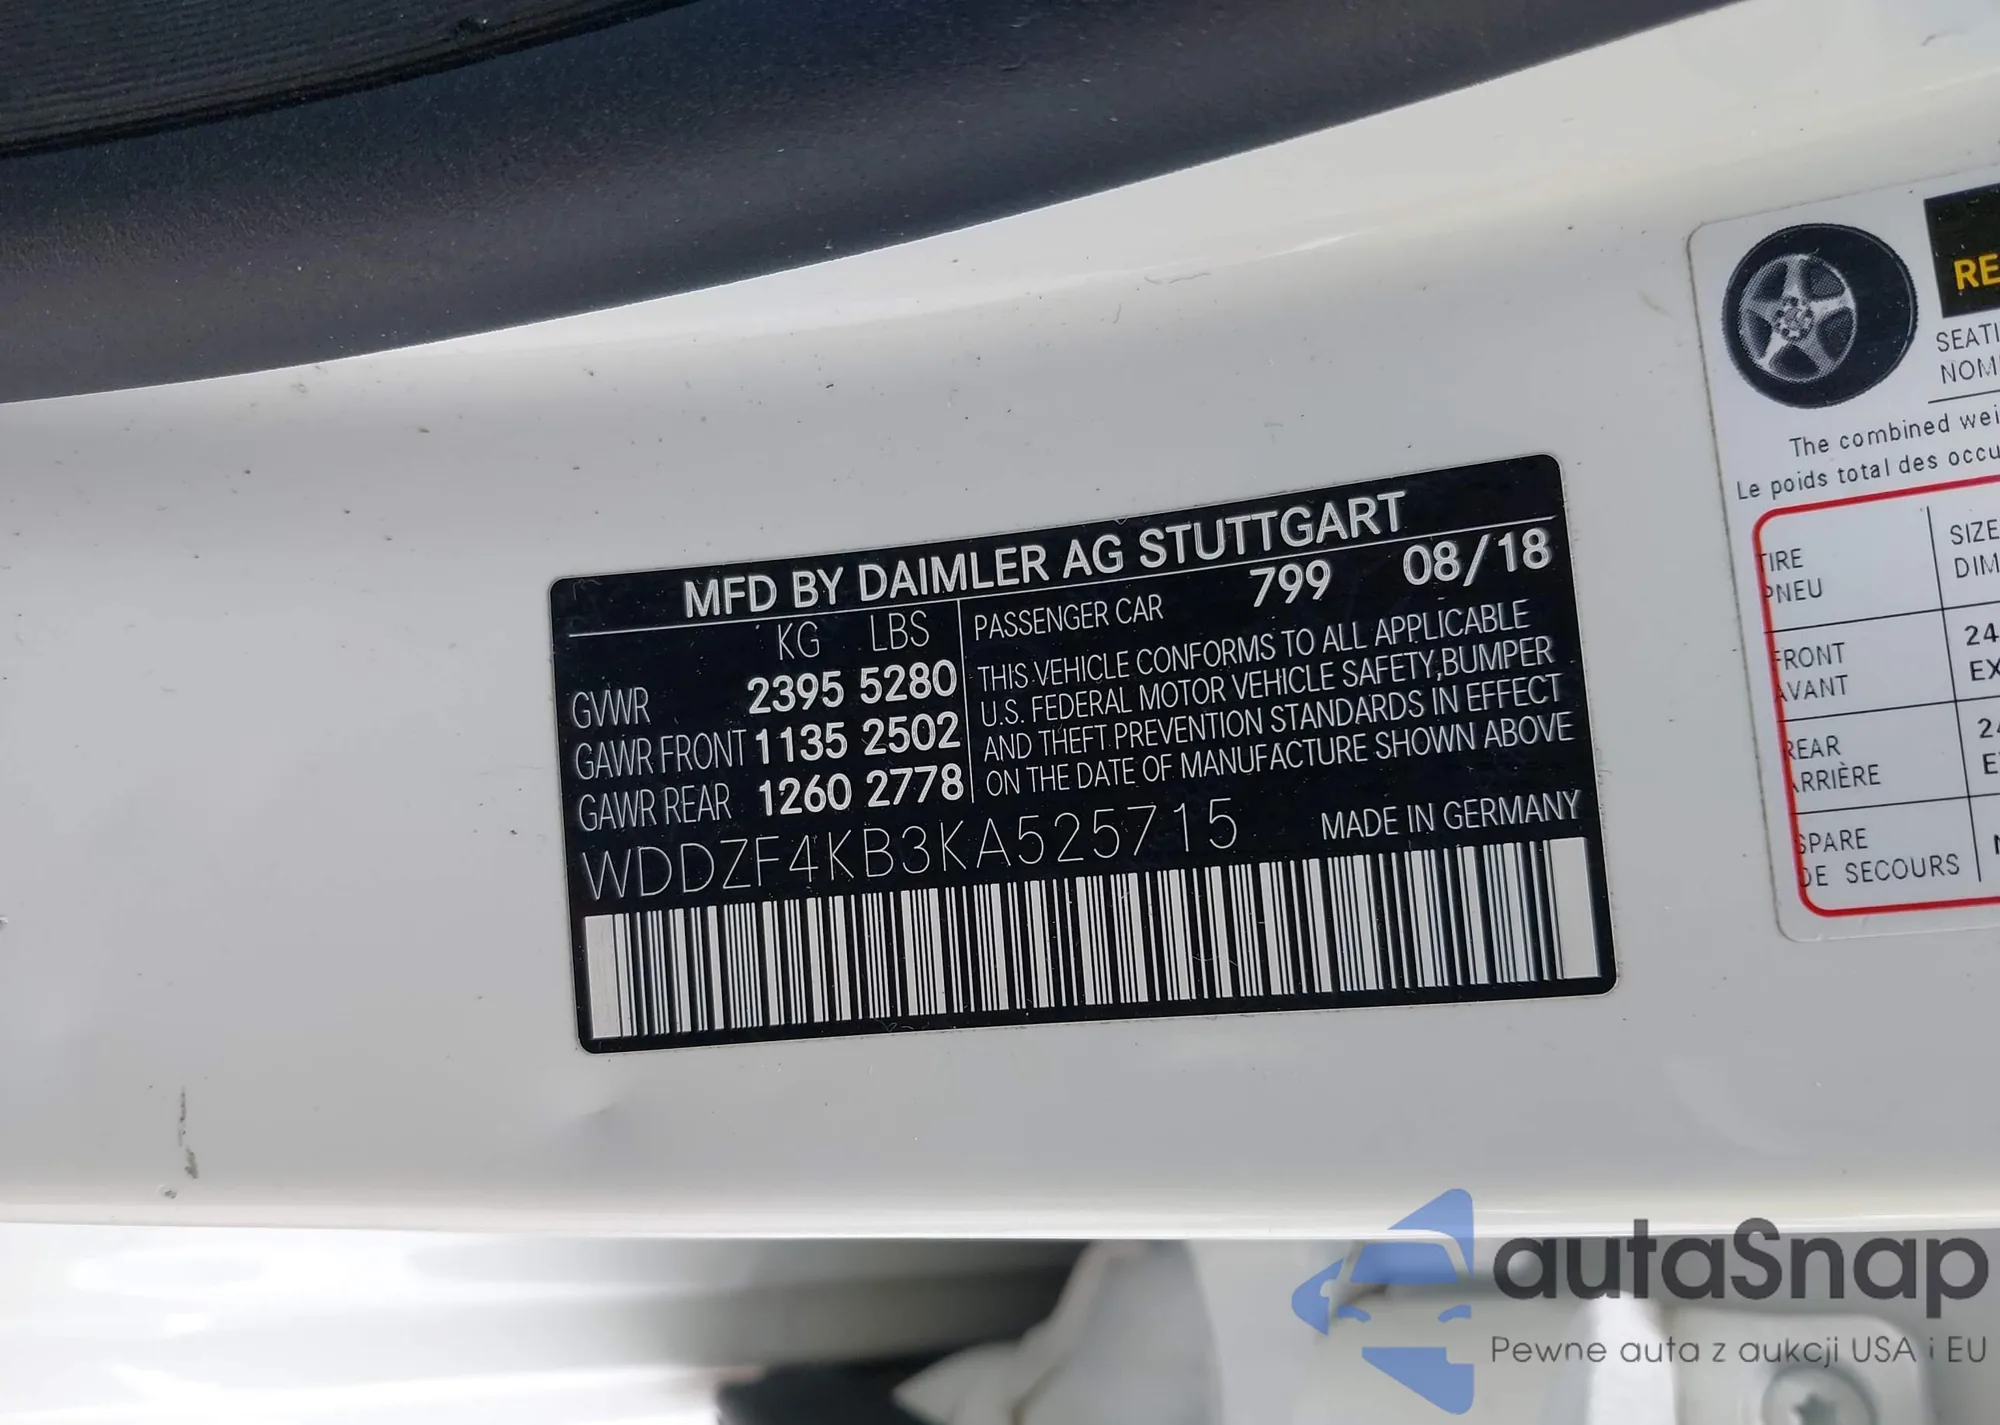 MFD BY DAIMLER AG STUTTGART
KG LBS
GVWR 2395 5280
GAWR FRONT 1135 2502
GAWR REAR 1260 2778
PASSENGER CAR 799 08/18
THIS VEHICLE CONFORMS TO ALL APPLICABLE
U.S. FEDERAL MOTOR VEHICLE SAFETY,BUMPER
AND THEFT PREVENTION STANDARDS IN EFFECT
ON THE DATE OF MANUFACTURE SHOWN ABOVE
WDDZF4KB3KA525715
MADE IN GERMANY
RE
SEATI
NOM
The combined wei
Le poids total des occu
TIRE
PNEU
SIZE
DIM
FRONT
AVANT
24
EX
REAR
ARRIÈRE
24
SPARE
DE SECOURS
autaSnap
Pewne auta z aukcji USA i EU